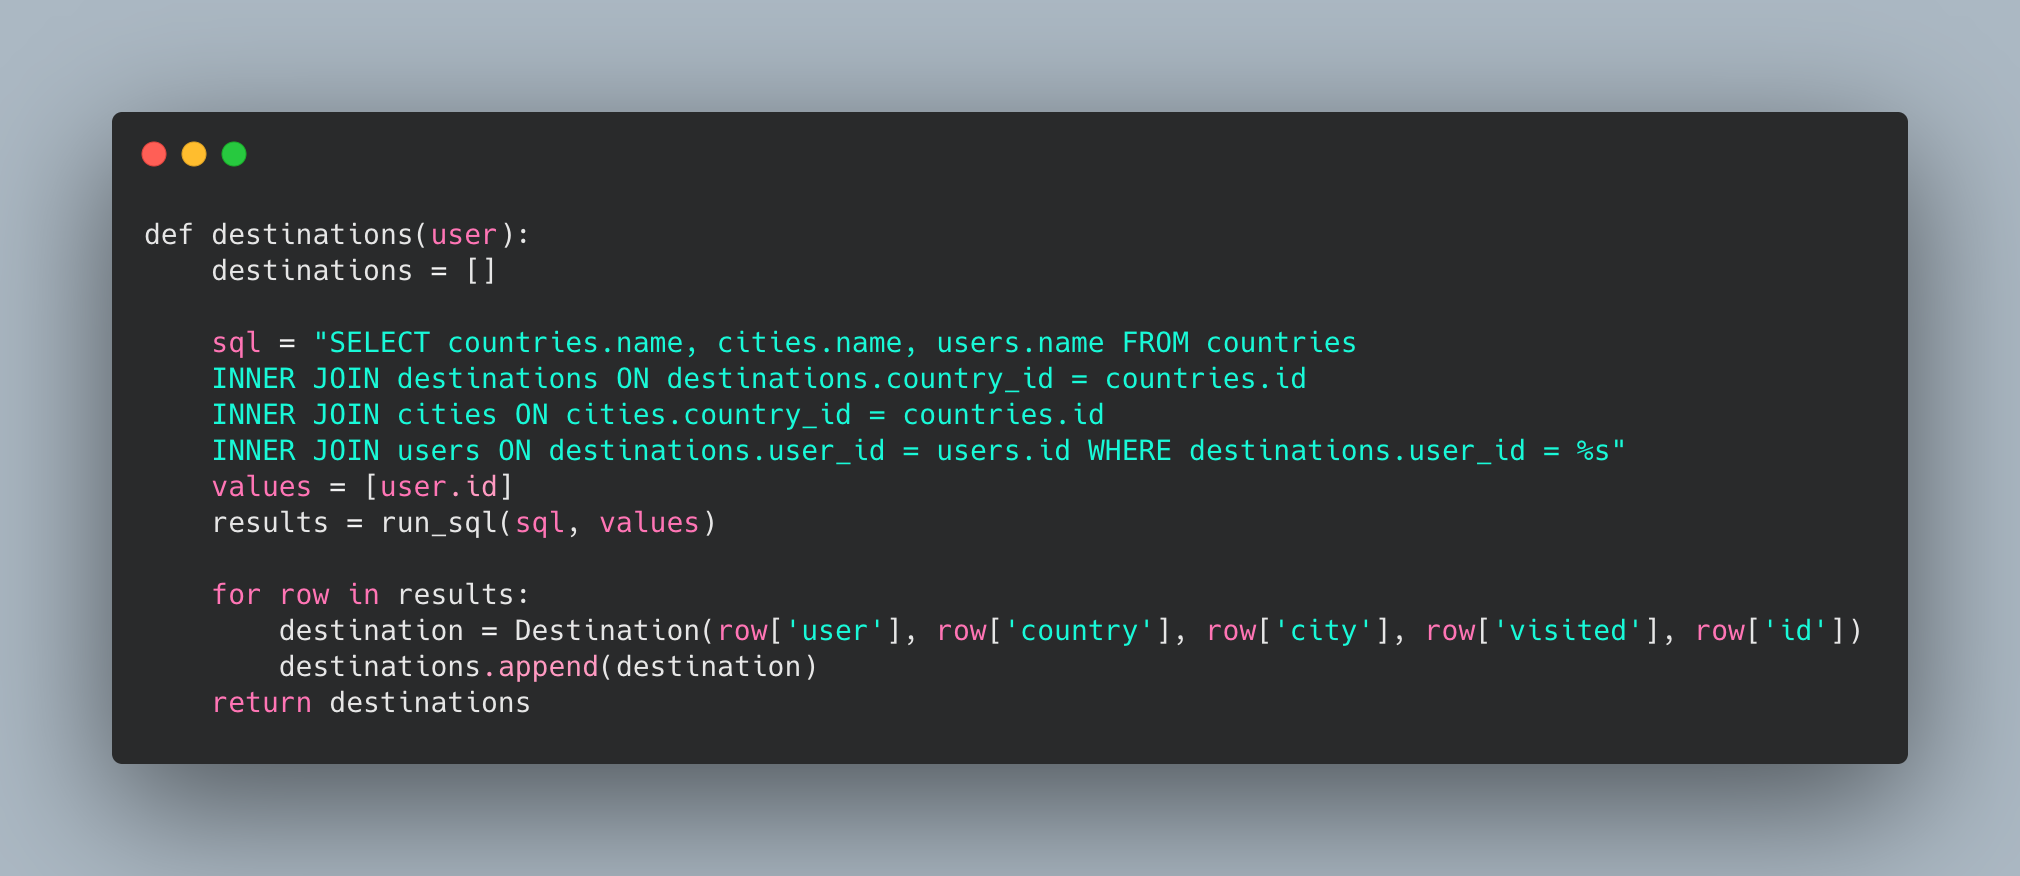 def destinations(user):
    destinations = []

    sql = "SELECT countries.name, cities.name, users.name FROM countries
    INNER JOIN destinations ON destinations.country_id = countries.id
    INNER JOIN cities ON cities.country_id = countries.id
    INNER JOIN users ON destinations.user_id = users.id WHERE destinations.user_id = %s"
    values = [user.id]
    results = run_sql(sql, values)

    for row in results:
        destination = Destination(row['user'], row['country'], row['city'], row['visited'], row['id'])
        destinations.append(destination)
    return destinations